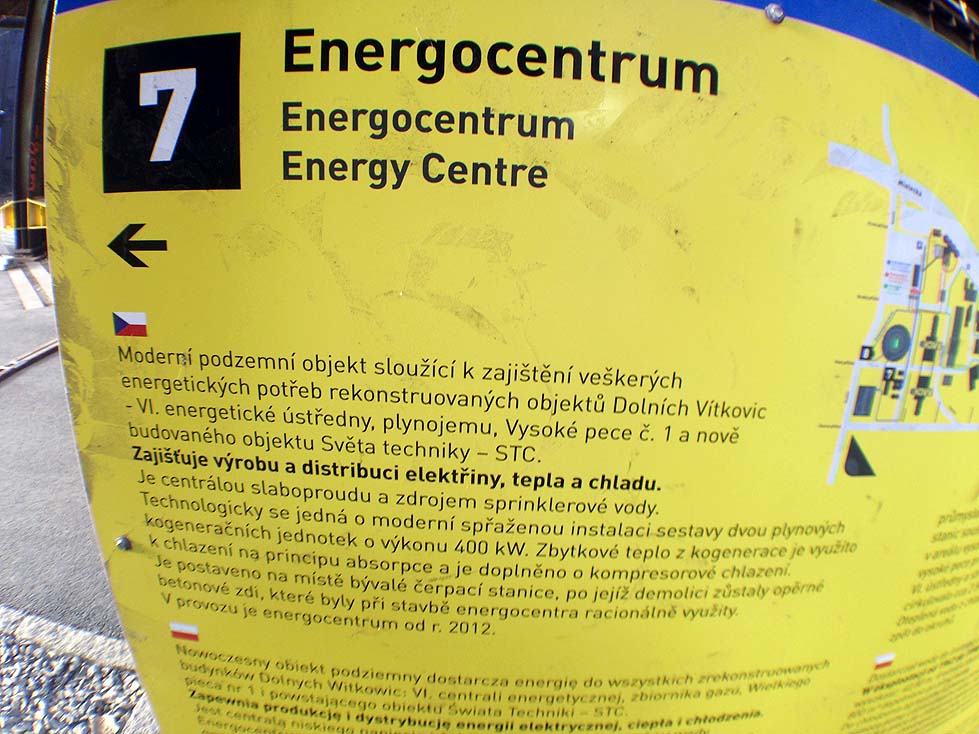 7
Energocentrum
Energocentrum
Energy Centre
Moderní podzemní objekt sloužící k zajištění veškerých
energetických potřeb rekonstruovaných objektů Dolních Vítkovic
- VI. energetické ústředny, plynojemu, Vysoké pece č. 1 a nově
budovaného objektu Světa techniky – STC.
Zajišťuje výrobu a distribuci elektřiny, tepla a chladu.
Je centrálou slaboproudu a zdrojem sprinklerové vody.
Technologicky se jedná o moderní spřaženou instalaci sestavy dvou plynových
kogeneračních jednotek o výkonu 400 kW. Zbytkové teplo z kogenerace je využito
k chlazení na principu absorpce a je doplněno o kompresorové chlazení.
Je postaveno na místě bývalé čerpací stanice, po jejíž demolici zůstaly opěrné
betonové zdi, které byly při stavbě energocentra racionálně využity.
V provozu je energocentrum od r. 2012.
Nowoczesny obiekt podziemny dostarcza energię do wszystkich zrekonstruowanych
budynków Dolnych Witkowic: VI. centrali energetycznej, zbiornika gazu, Wielkiego
pieca nr 1 i powstającego obiektu Świata Techniki – STC.
Zapewnia produkcję i dystrybucję energii elektrycznej, ciepła i chłodzenia.
Jest centralą